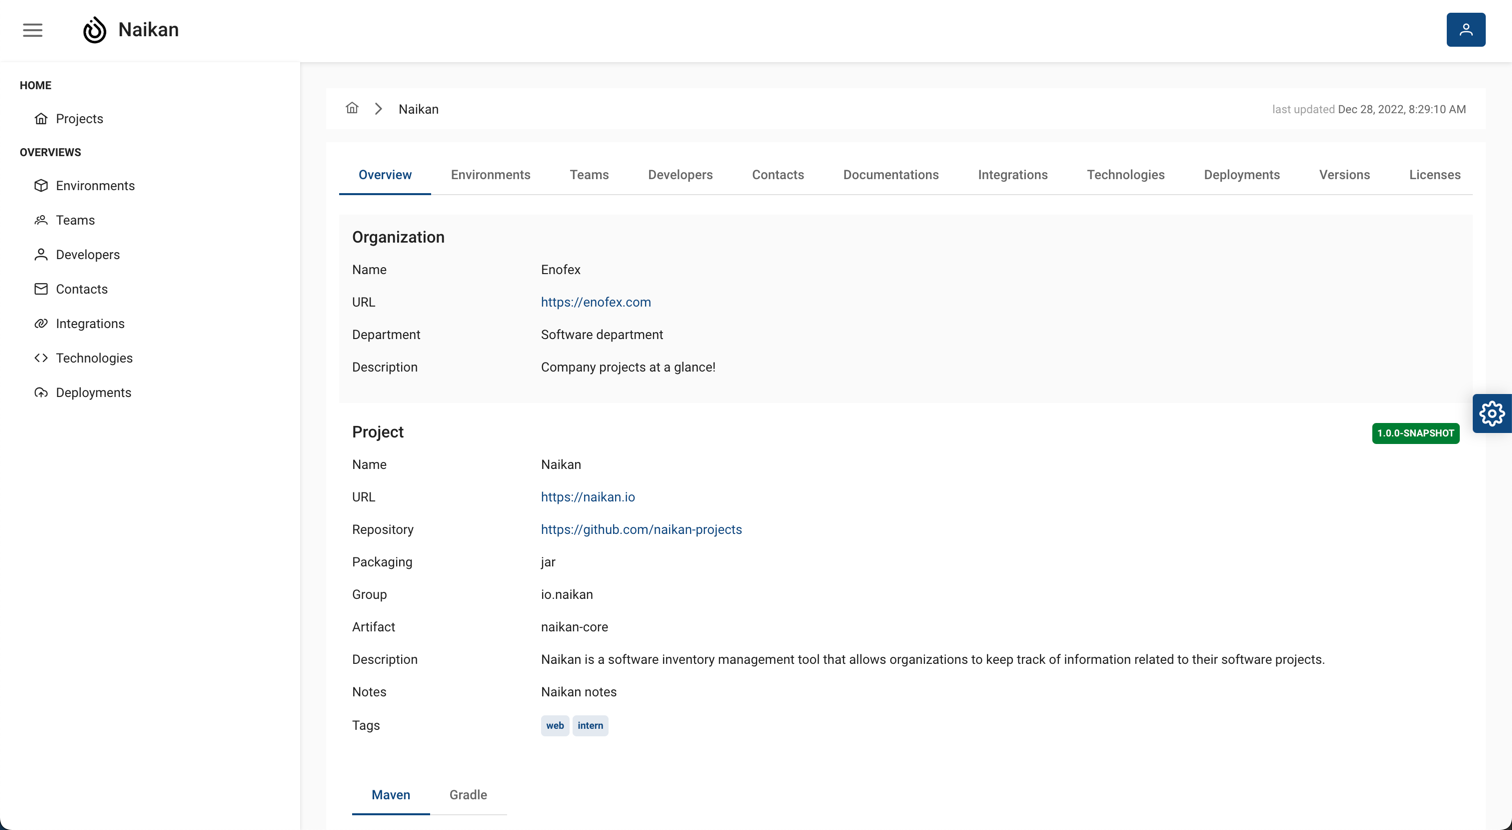 Naikan
HOME
Projects
OVERVIEWS
Environments
Teams
Developers
Contacts
Integrations
Technologies
Deployments
Naikan
last updated Dec 28, 2022, 8:29:10 AM
Overview Environments Teams Developers Contacts Documentations Integrations Technologies Deployments Versions Licenses
Organization
Name Enofex
URL https://enofex.com
Department Software department
Description Company projects at a glance!
Project 1.0.0-SNAPSHOT
Name Naikan
URL https://naikan.io
Repository https://github.com/naikan-projects
Packaging jar
Group io.naikan
Artifact naikan-core
Description Naikan is a software inventory management tool that allows organizations to keep track of information related to their software projects.
Notes Naikan notes
Tags web intern
Maven Gradle